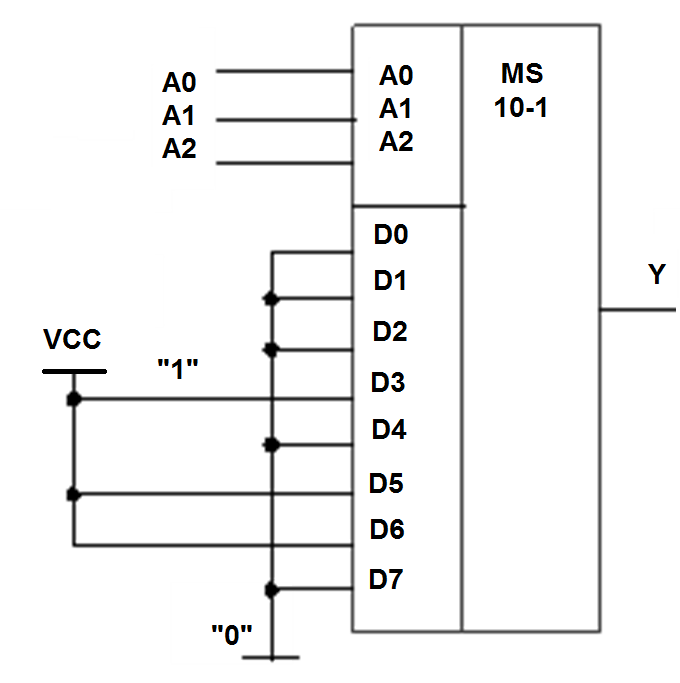 A0
A1
A2
A0
A1
A2
MS
10-1
D0
D1
D2
D3
D4
D5
D6
D7
Y
VCC
"1"
"0"